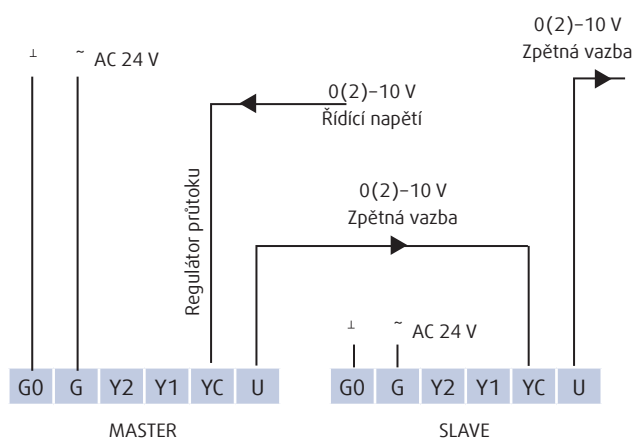 0(2)–10 V
Zpětná vazba
⊥ ~ AC 24 V
0(2)–10 V
Řídící napětí
Regulátor průtoku
0(2)–10 V
Zpětná vazba
⊥ ~ AC 24 V
G0 G Y2 Y1 YC U
G0 G Y2 Y1 YC U
MASTER
SLAVE